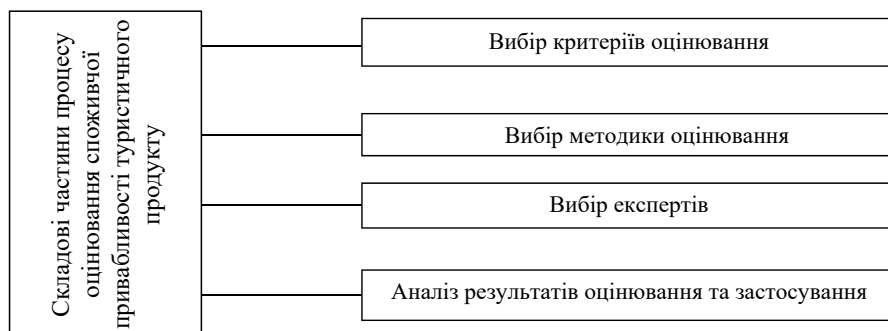 Складові частини процесу
оцінювання споживчої
привабливості туристичного
продукту
Вибір критеріїв оцінювання
Вибір методики оцінювання
Вибір експертів
Аналіз результатів оцінювання та застосування